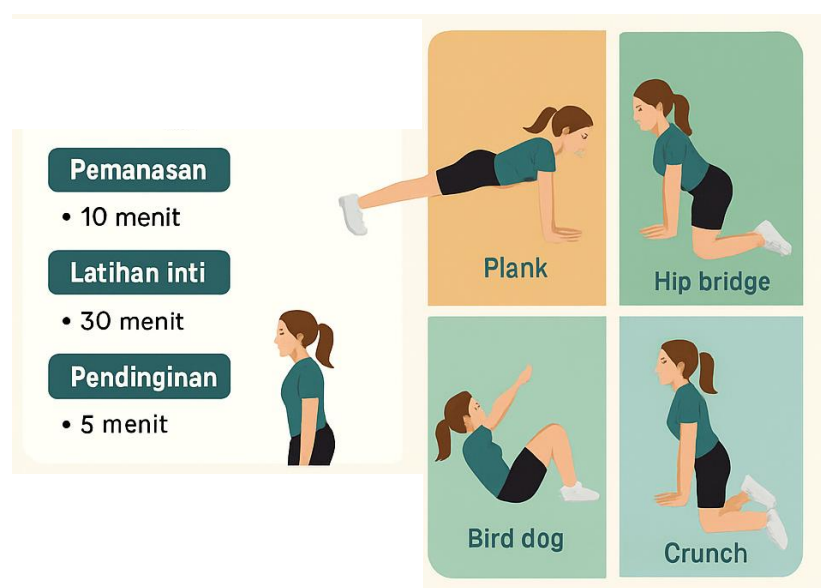 Pemanasan
• 10 menit
Latihan inti
• 30 menit
Pendinginan
• 5 menit
Plank
Hip bridge
Bird dog
Crunch